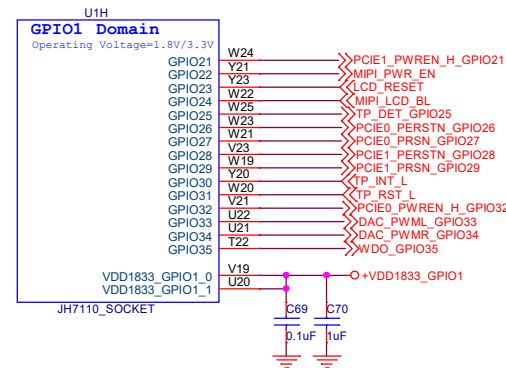 U1H
GPIO1 Domain
Operating Voltage=1.8V/3.3V
GPIO21 W24 PCIE1_PWREN_H_GPIO21
GPIO22 Y21 MIPI_PWR_EN
GPIO23 Y23 LCD_RESET
GPIO24 W22 MIPI_LCD_BL
GPIO25 W25 TP_DET_GPIO25
GPIO26 W23 PCIE0_PERSTN_GPIO26
GPIO27 W21 PCIE0_PRSN_GPIO27
GPIO28 V23 PCIE1_PERSTN_GPIO28
GPIO29 W19 PCIE1_PRSN_GPIO29
GPIO30 Y20 TP_INT_L
GPIO31 W20 TP_RST_L
GPIO32 V21 PCIE0_PWREN_H_GPIO32
GPIO33 U22 DAC_PWML_GPIO33
GPIO34 U21 DAC_PWMR_GPIO34
GPIO35 T22 WDO_GPIO35
VDD1833_GPIO1_0 V19 +VDD1833_GPIO1
VDD1833_GPIO1_1 U20
JH7110_SOCKET
C69 C70
0.1uF 1uF